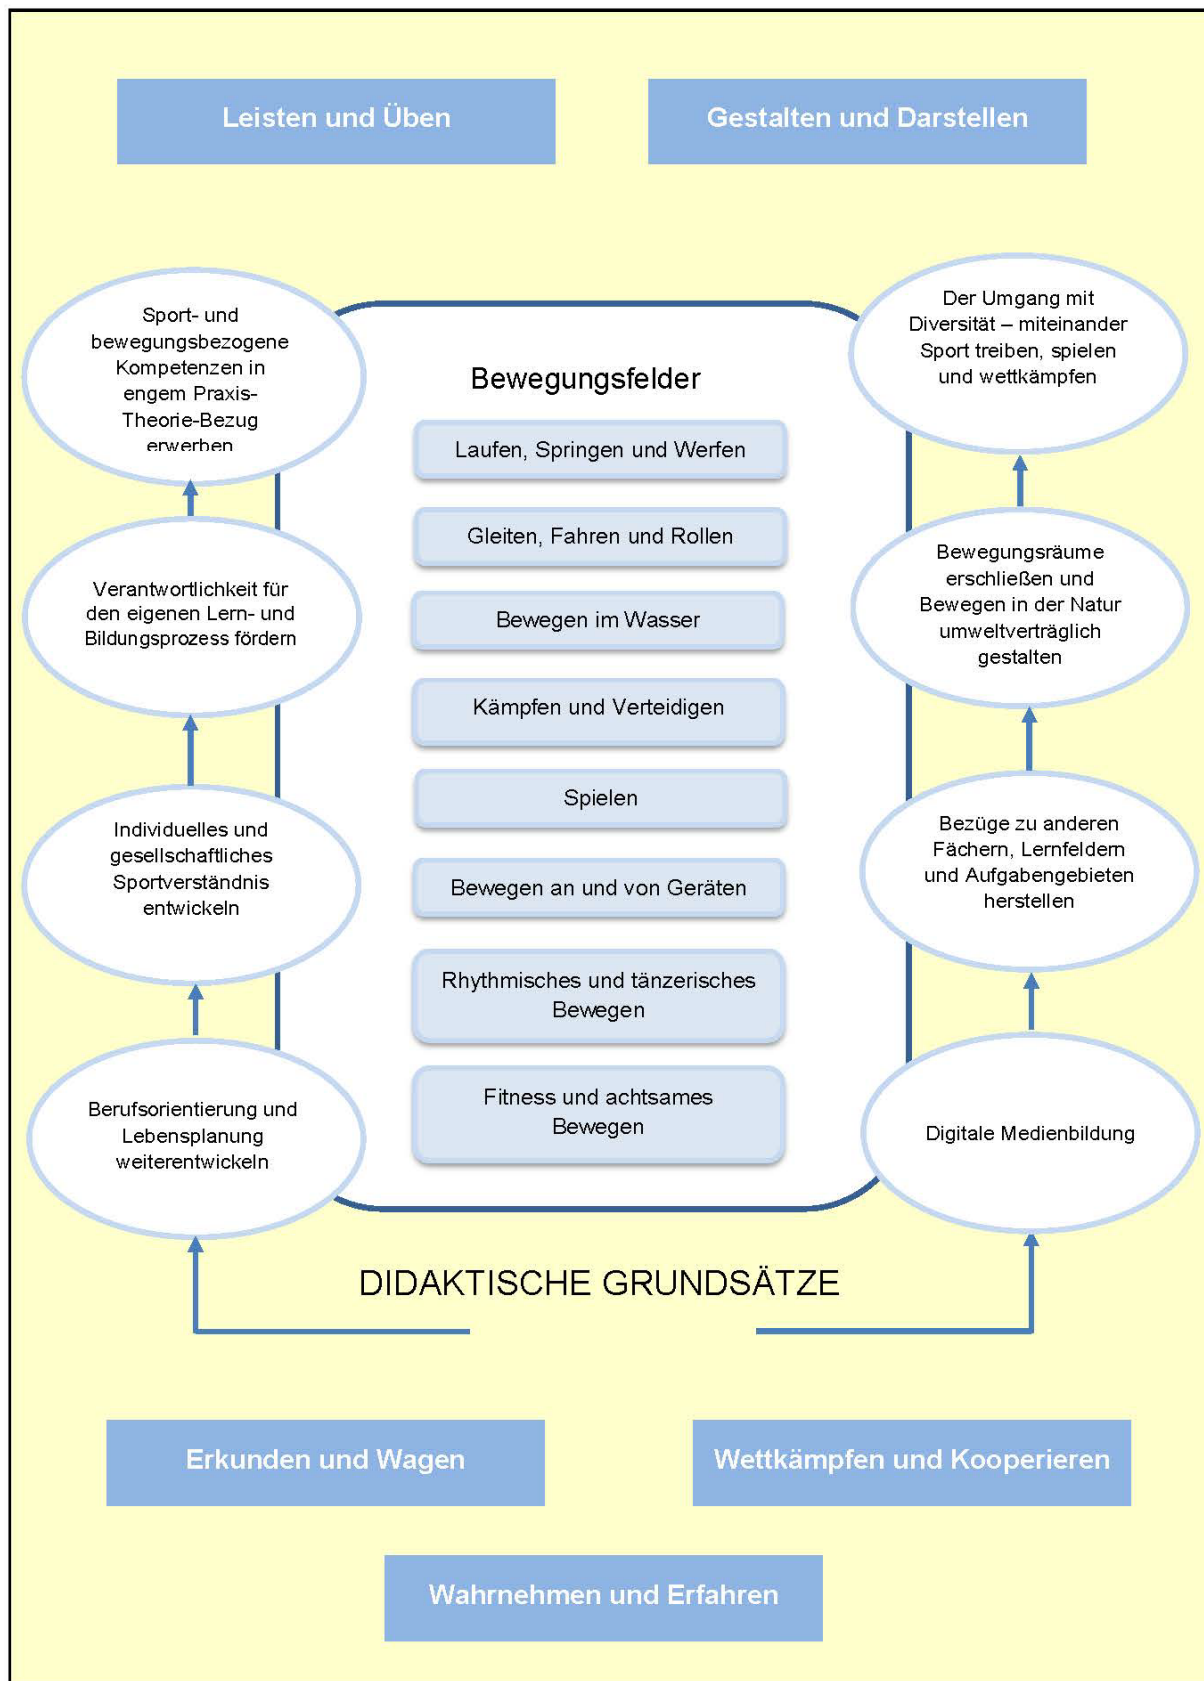 Leisten und Üben
Gestalten und Darstellen
Sport- und
bewegungsbezogene
Kompetenzen in
engem Praxis-
Theorie-Bezug
erwerben
Verantwortlichkeit für
den eigenen Lern- und
Bildungsprozess fördern
Individuelles und
gesellschaftliches
Sportverständnis
entwickeln
Berufsorientierung und
Lebensplanung
weiterentwickeln
Bewegungsfelder
Laufen, Springen und Werfen
Gleiten, Fahren und Rollen
Bewegen im Wasser
Kämpfen und Verteidigen
Spielen
Bewegen an und von Geräten
Rhythmisches und tänzerisches
Bewegen
Fitness und achtsames
Bewegen
Der Umgang mit
Diversität – miteinander
Sport treiben, spielen
und wettkämpfen
Bewegungsräume
erschließen und
Bewegen in der Natur
umweltverträglich
gestalten
Bezüge zu anderen
Fächern, Lernfeldern
und Aufgabengebieten
herstellen
Digitale Medienbildung
DIDAKTISCHE GRUNDSÄTZE
Erkunden und Wagen
Wettkämpfen und Kooperieren
Wahrnehmen und Erfahren